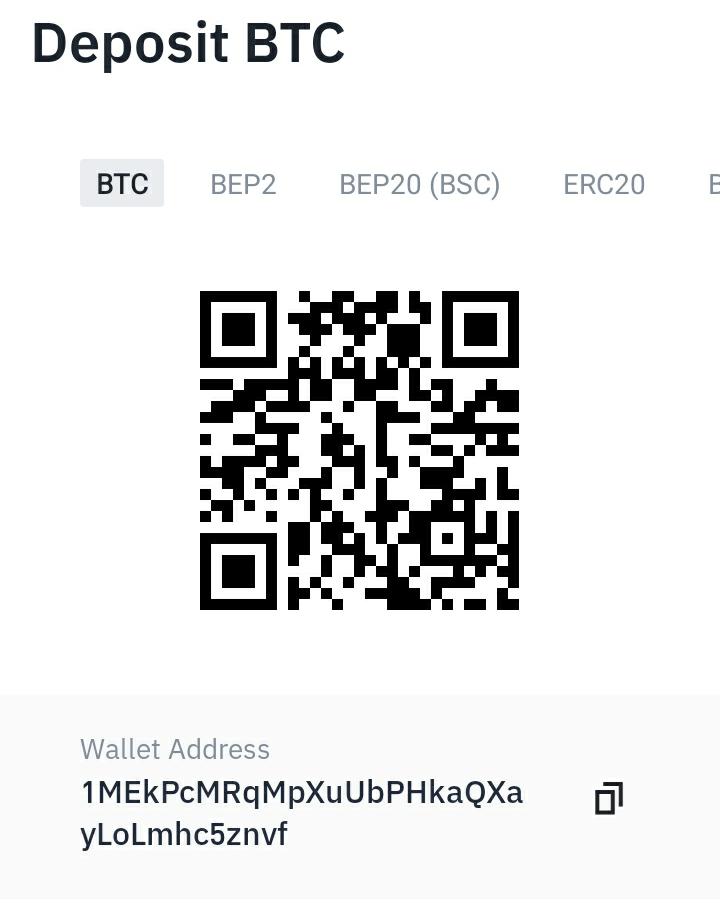 Deposit BTC
BTC BEP2 BEP20 (BSC) ERC20
Wallet Address
1MEkPcMRqMpXuUbPHkaQXa
yLoLmhc5znvf